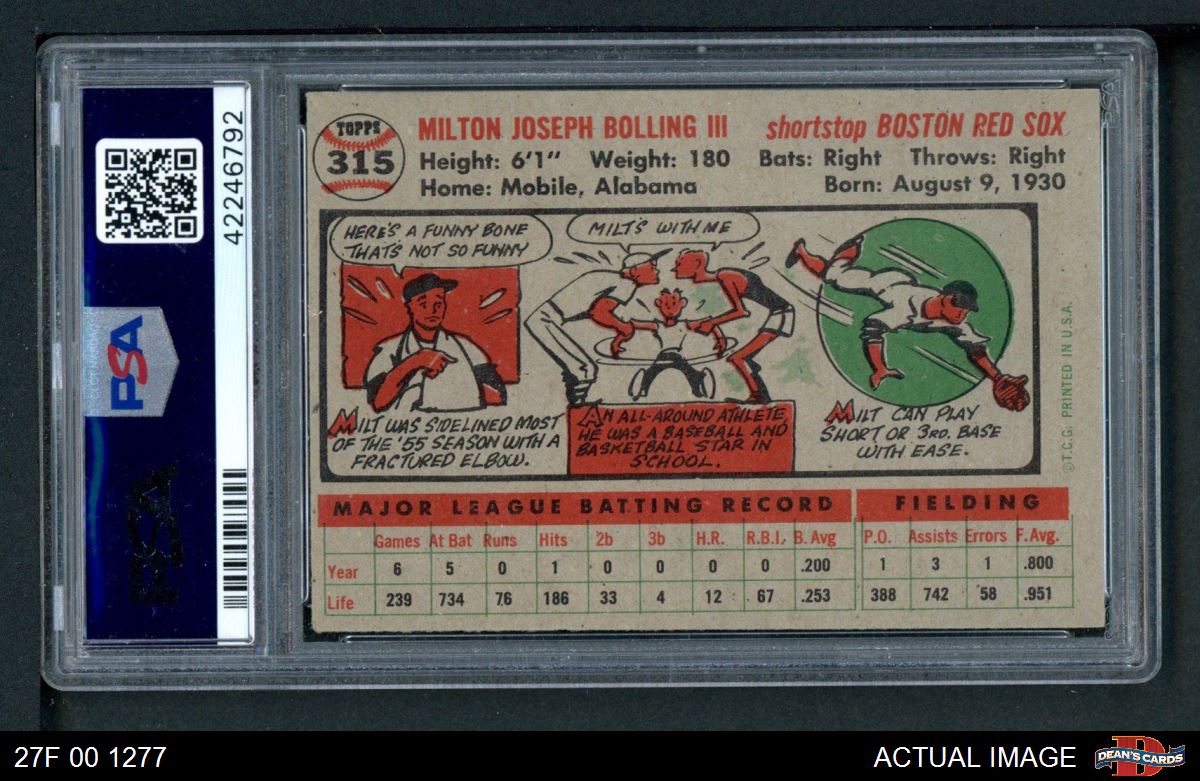 42246792
PSA
PSA
TOPPS
315
MILTON JOSEPH BOLLING III shortstop BOSTON RED SOX
Height: 6'1" Weight: 180 Bats: Right Throws: Right
Home: Mobile, Alabama Born: August 9, 1930
HERE'S A FUNNY BONE
THAT'S NOT SO FUNNY
MILT WAS SIDELINED MOST
OF THE '55 SEASON WITH A
FRACTURED ELBOW.
MILT'S WITH ME
AN ALL-AROUND ATHLETE
HE WAS A BASEBALL AND
BASKETBALL STAR IN
SCHOOL.
MILT CAN PLAY
SHORT OR 3RD. BASE
WITH EASE.
©T.C.G. PRINTED IN U.S.A.
MAJOR LEAGUE BATTING RECORD FIELDING
Games At Bat Runs Hits 2b 3b H.R. R.B.I. B. Avg P.O. Assists Errors F. Avg.
Year 6 5 0 1 0 0 0 0 .200 1 3 1 .800
Life 239 734 76 186 33 4 12 67 .253 388 742 58 .951
27F 00 1277
ACTUAL IMAGE
DEAN'S CARDS